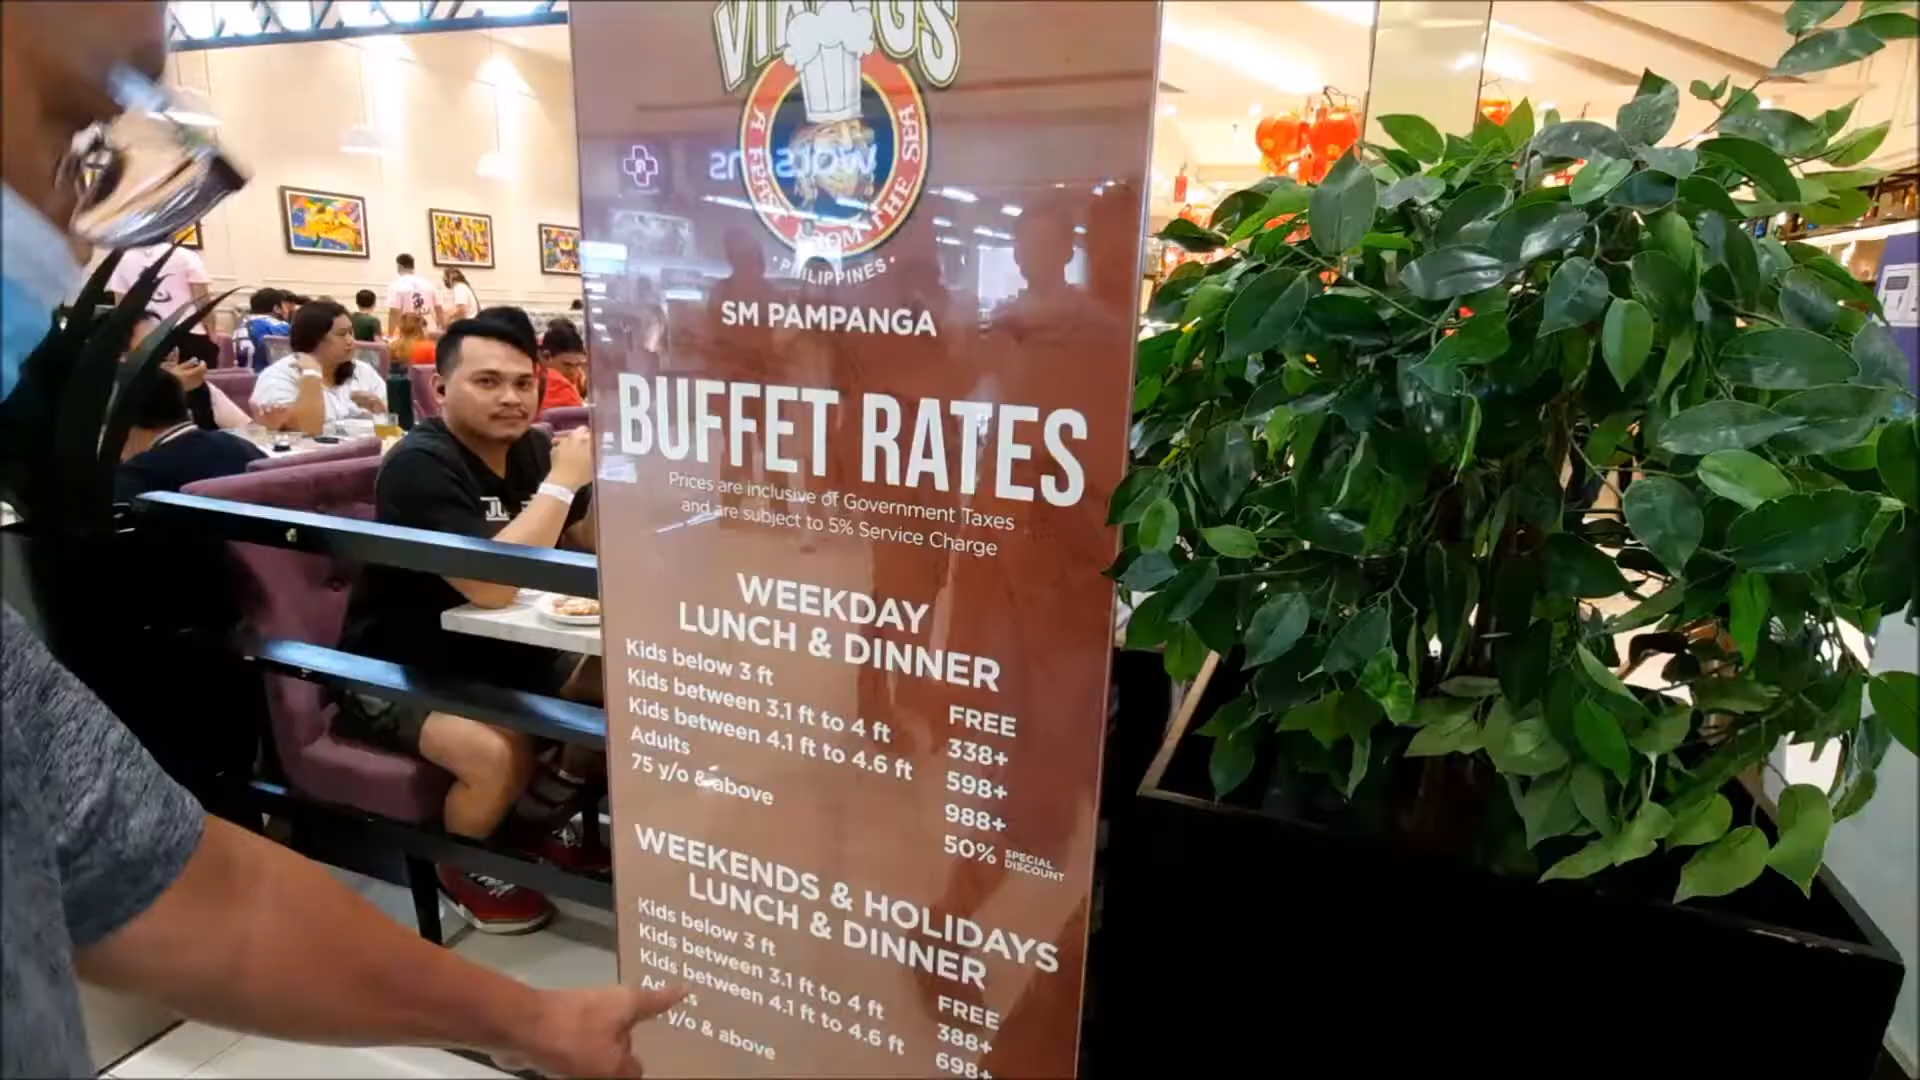 VIKINGS
A FEAST FROM THE SEA
• PHILIPPINES •
watsons
SM PAMPANGA
BUFFET RATES
Prices are inclusive of Government Taxes
and are subject to 5% Service Charge
WEEKDAY
LUNCH & DINNER
Kids below 3 ft FREE
Kids between 3.1 ft to 4 ft 338+
Kids between 4.1 ft to 4.6 ft 598+
Adults 988+
75 y/o & above 50% SPECIAL DISCOUNT
WEEKENDS & HOLIDAYS
LUNCH & DINNER
Kids below 3 ft FREE
Kids between 3.1 ft to 4 ft 388+
Kids between 4.1 ft to 4.6 ft 698+
Adults
y/o & above